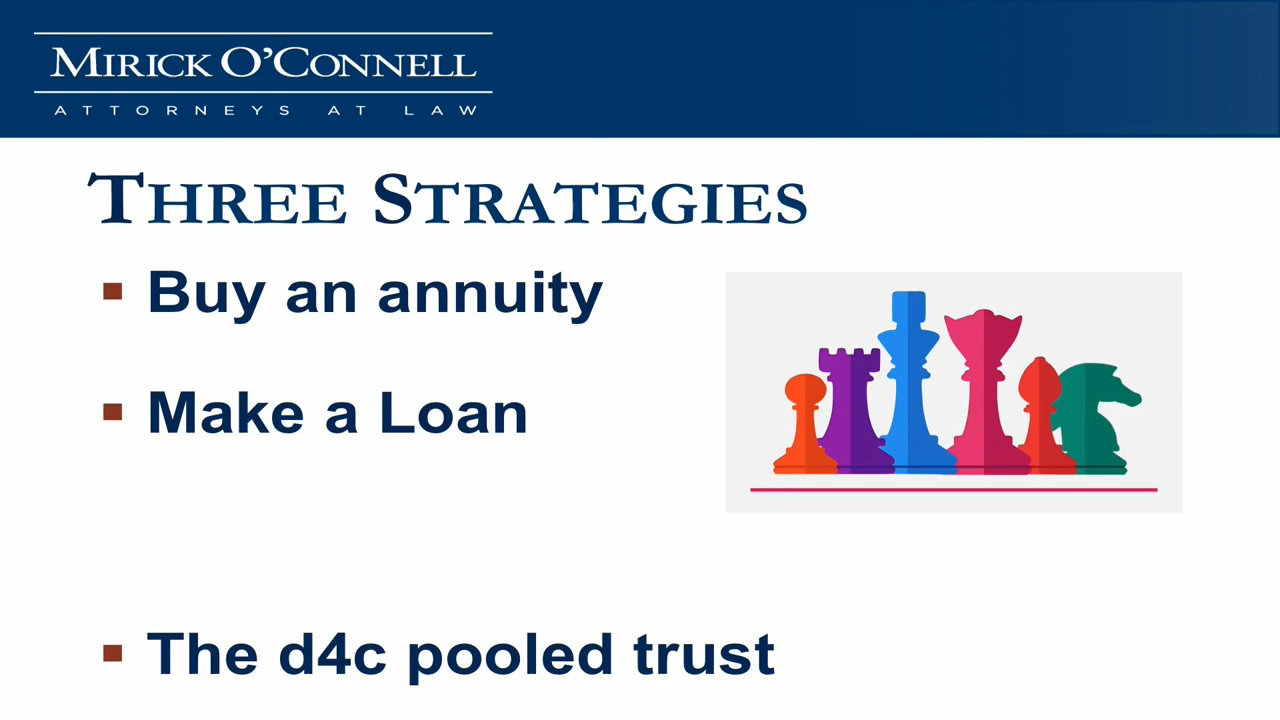 MIRICK O'CONNELL
ATTORNEYS AT LAW
THREE STRATEGIES
Buy an annuity
Make a Loan
The d4c pooled trust